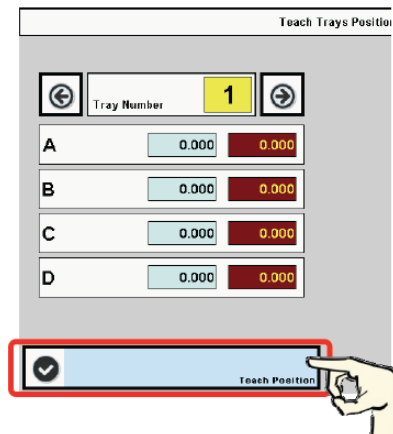 Teach Trays Position
Tray Number 1
A 0.000 0.000
B 0.000 0.000
C 0.000 0.000
D 0.000 0.000
Teach Position